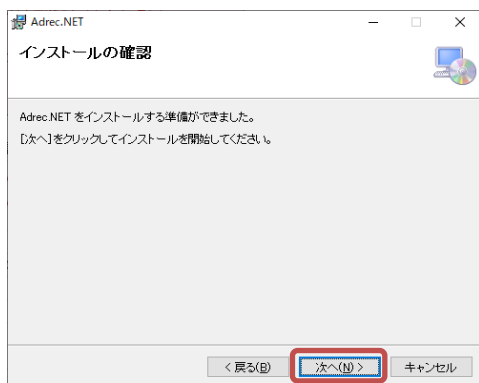 Adrec.NET
インストールの確認
Adrec.NET をインストールする準備ができました。
[次へ]をクリックしてインストールを開始してください。
< 戻る(B)
次へ(N) >
キャンセル